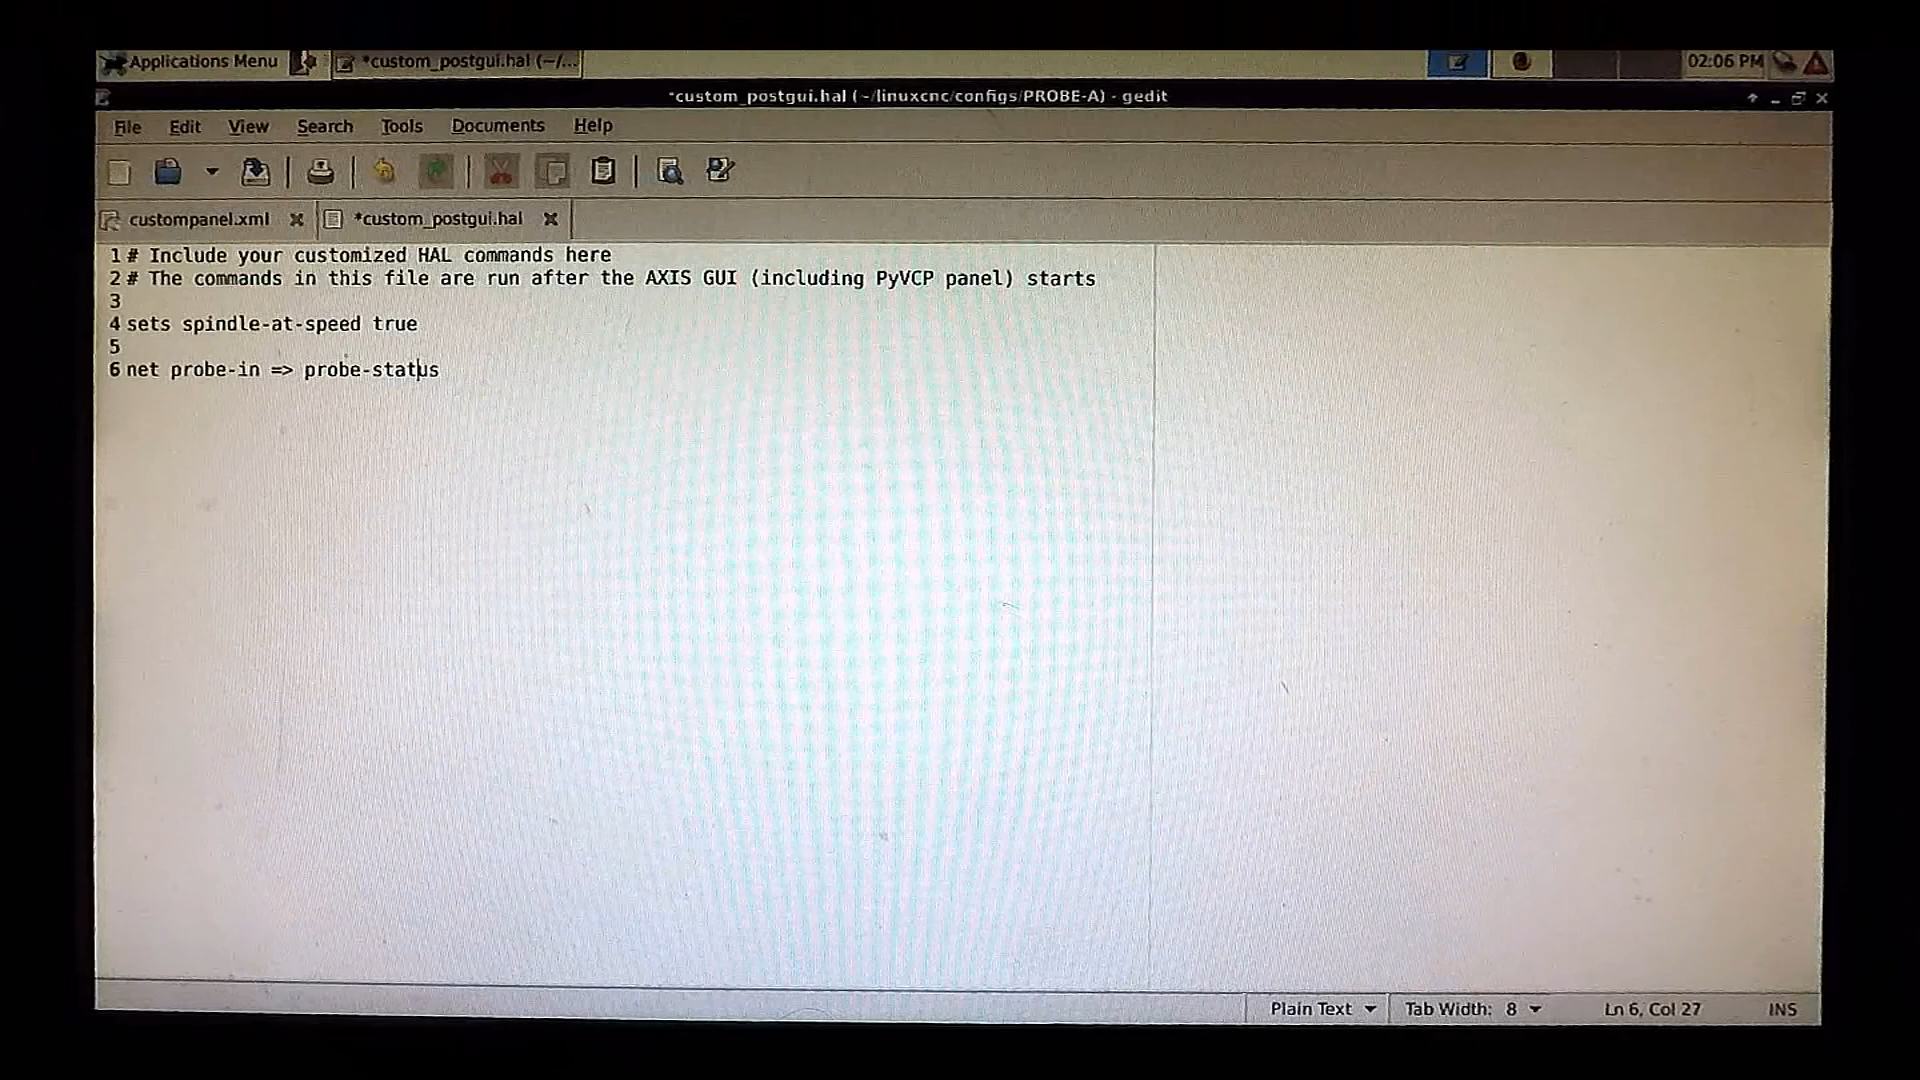 Applications Menu *custom_postgui.hal (~/... 02:06 PM
*custom_postgui.hal (~/linuxcnc/configs/PROBE-A) - gedit
File Edit View Search Tools Documents Help
custompanel.xml *custom_postgui.hal
1 # Include your customized HAL commands here
2 # The commands in this file are run after the AXIS GUI (including PyVCP panel) starts
3
4 sets spindle-at-speed true
5
6 net probe-in => probe-status
Plain Text Tab Width: 8 Ln 6, Col 27 INS